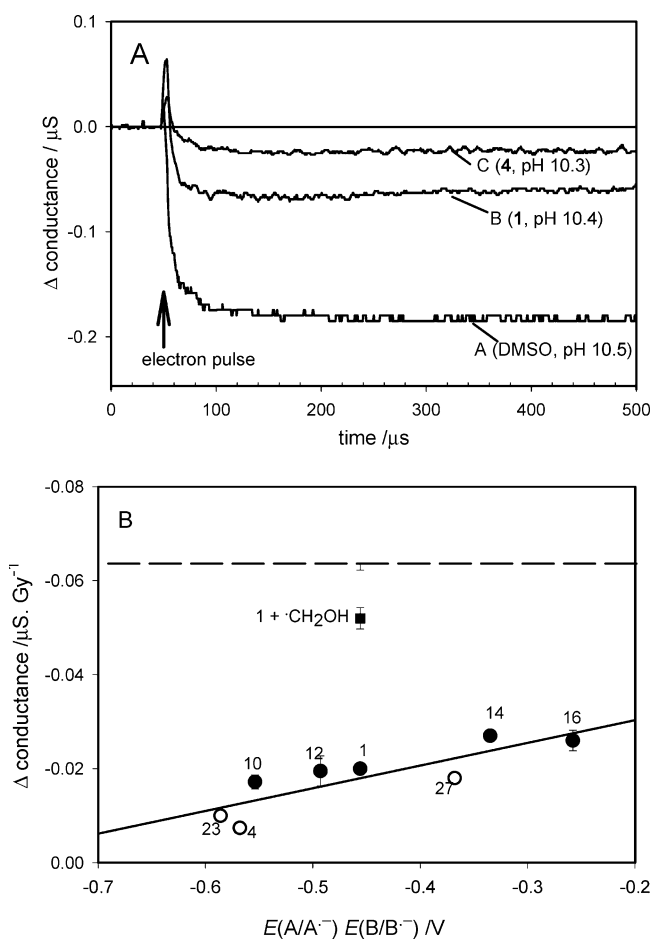 A
0.1
0.0
-0.1
-0.2
Δ conductance / μS
C (4, pH 10.3)
B (1, pH 10.4)
A (DMSO, pH 10.5)
electron pulse
0 100 200 300 400 500
time /μs
B
-0.08
-0.06
-0.04
-0.02
0.00
Δ conductance /μS. Gy⁻¹
1 + ·CH₂OH
10
12
1
14
16
23
4
27
-0.7 -0.6 -0.5 -0.4 -0.3 -0.2
E(A/A·⁻) E(B/B·⁻) /V